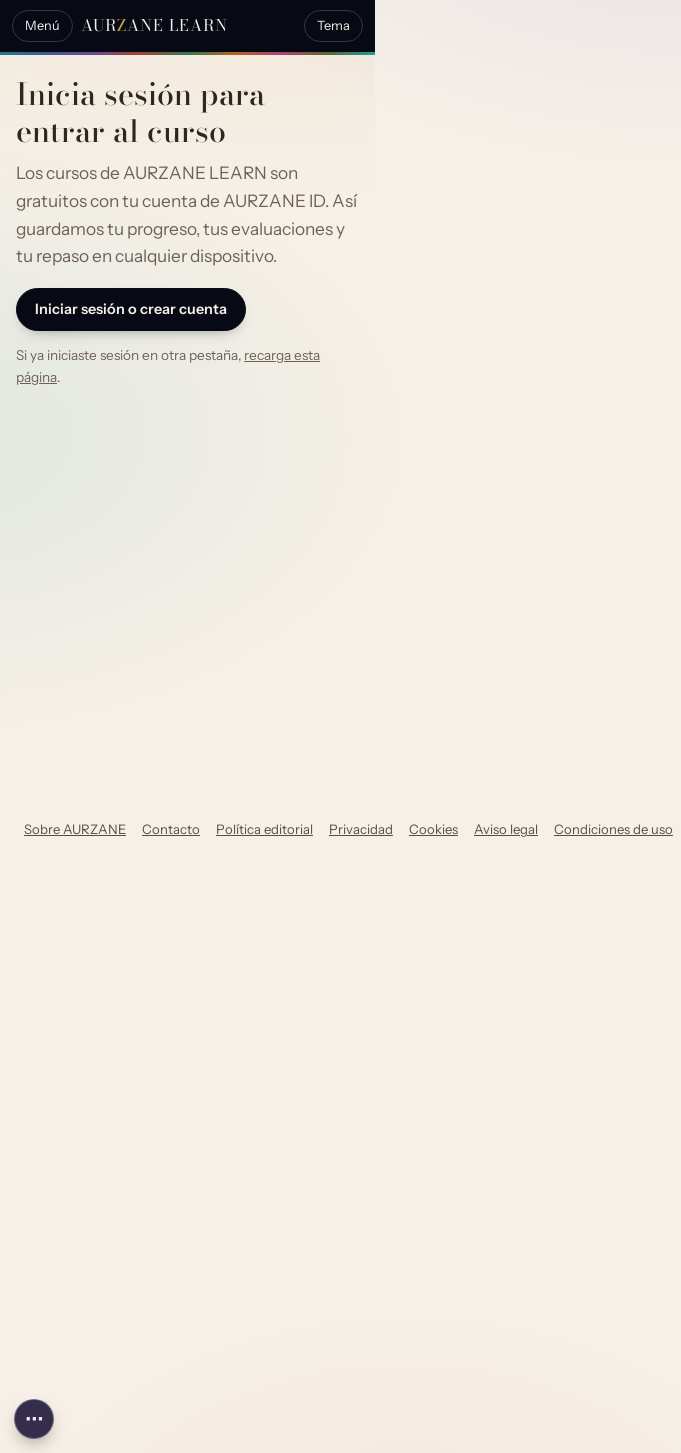 Menú AURZANE LEARN Tema
Inicia sesión para
entrar al curso
Los cursos de AURZANE LEARN son
gratuitos con tu cuenta de AURZANE ID. Así
guardamos tu progreso, tus evaluaciones y
tu repaso en cualquier dispositivo.
Iniciar sesión o crear cuenta
Si ya iniciaste sesión en otra pestaña, recarga esta
página.
Sobre AURZANE Contacto Política editorial Privacidad Cookies Aviso legal Condiciones de uso